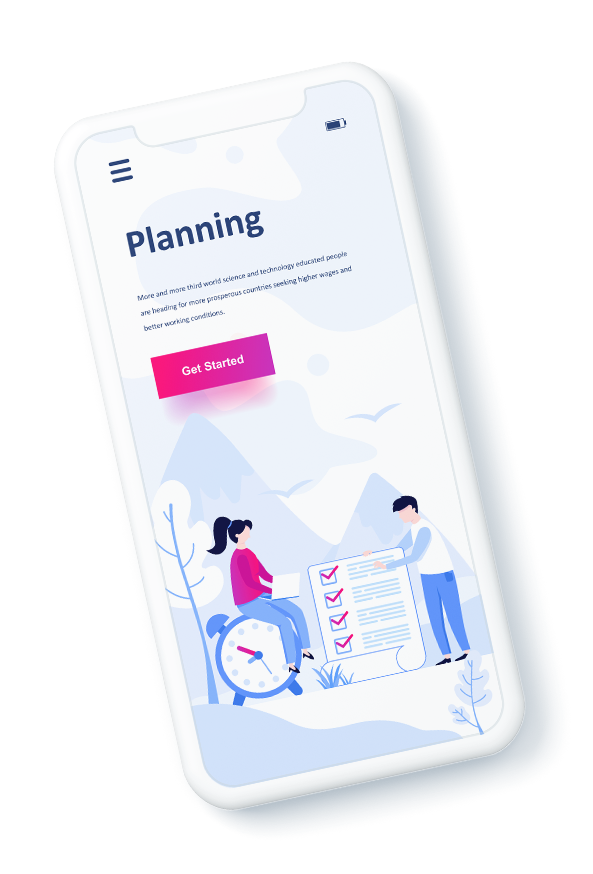 Planning
More and more third world science and technology educated people
are heading for more prosperous countries seeking higher wages and
better working conditions.
Get Started